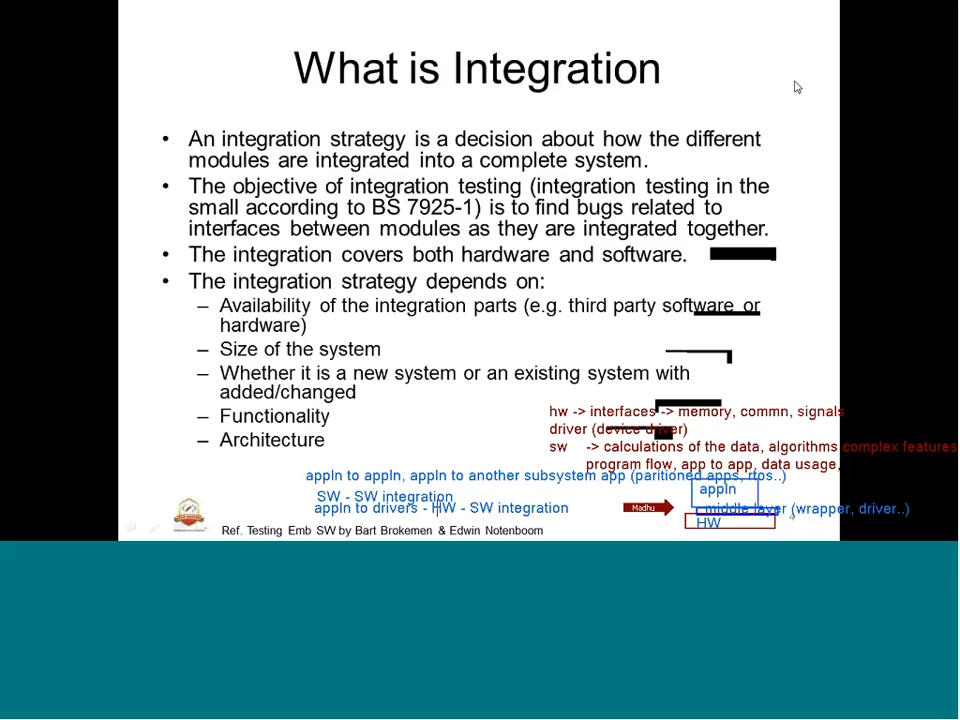 What is Integration
• An integration strategy is a decision about how the different
modules are integrated into a complete system.
• The objective of integration testing (integration testing in the
small according to BS 7925-1) is to find bugs related to
interfaces between modules as they are integrated together.
• The integration covers both hardware and software.
• The integration strategy depends on:
– Availability of the integration parts (e.g. third party software or
hardware)
– Size of the system
– Whether it is a new system or an existing system with
added/changed
– Functionality
– Architecture
hw -> interfaces -> memory, commn, signals
driver (device driver)
sw -> calculations of the data, algorithms complex features
program flow, app to app, data usage,
appln to appln, appln to another subsystem app (paritioned apps, rtos..)
SW - SW integration
appln to drivers - HW - SW integration
Madhu
appln
middle layer (wrapper, driver..)
HW
4
Ref. Testing Emb SW by Bart Brokemen & Edwin Notenboom